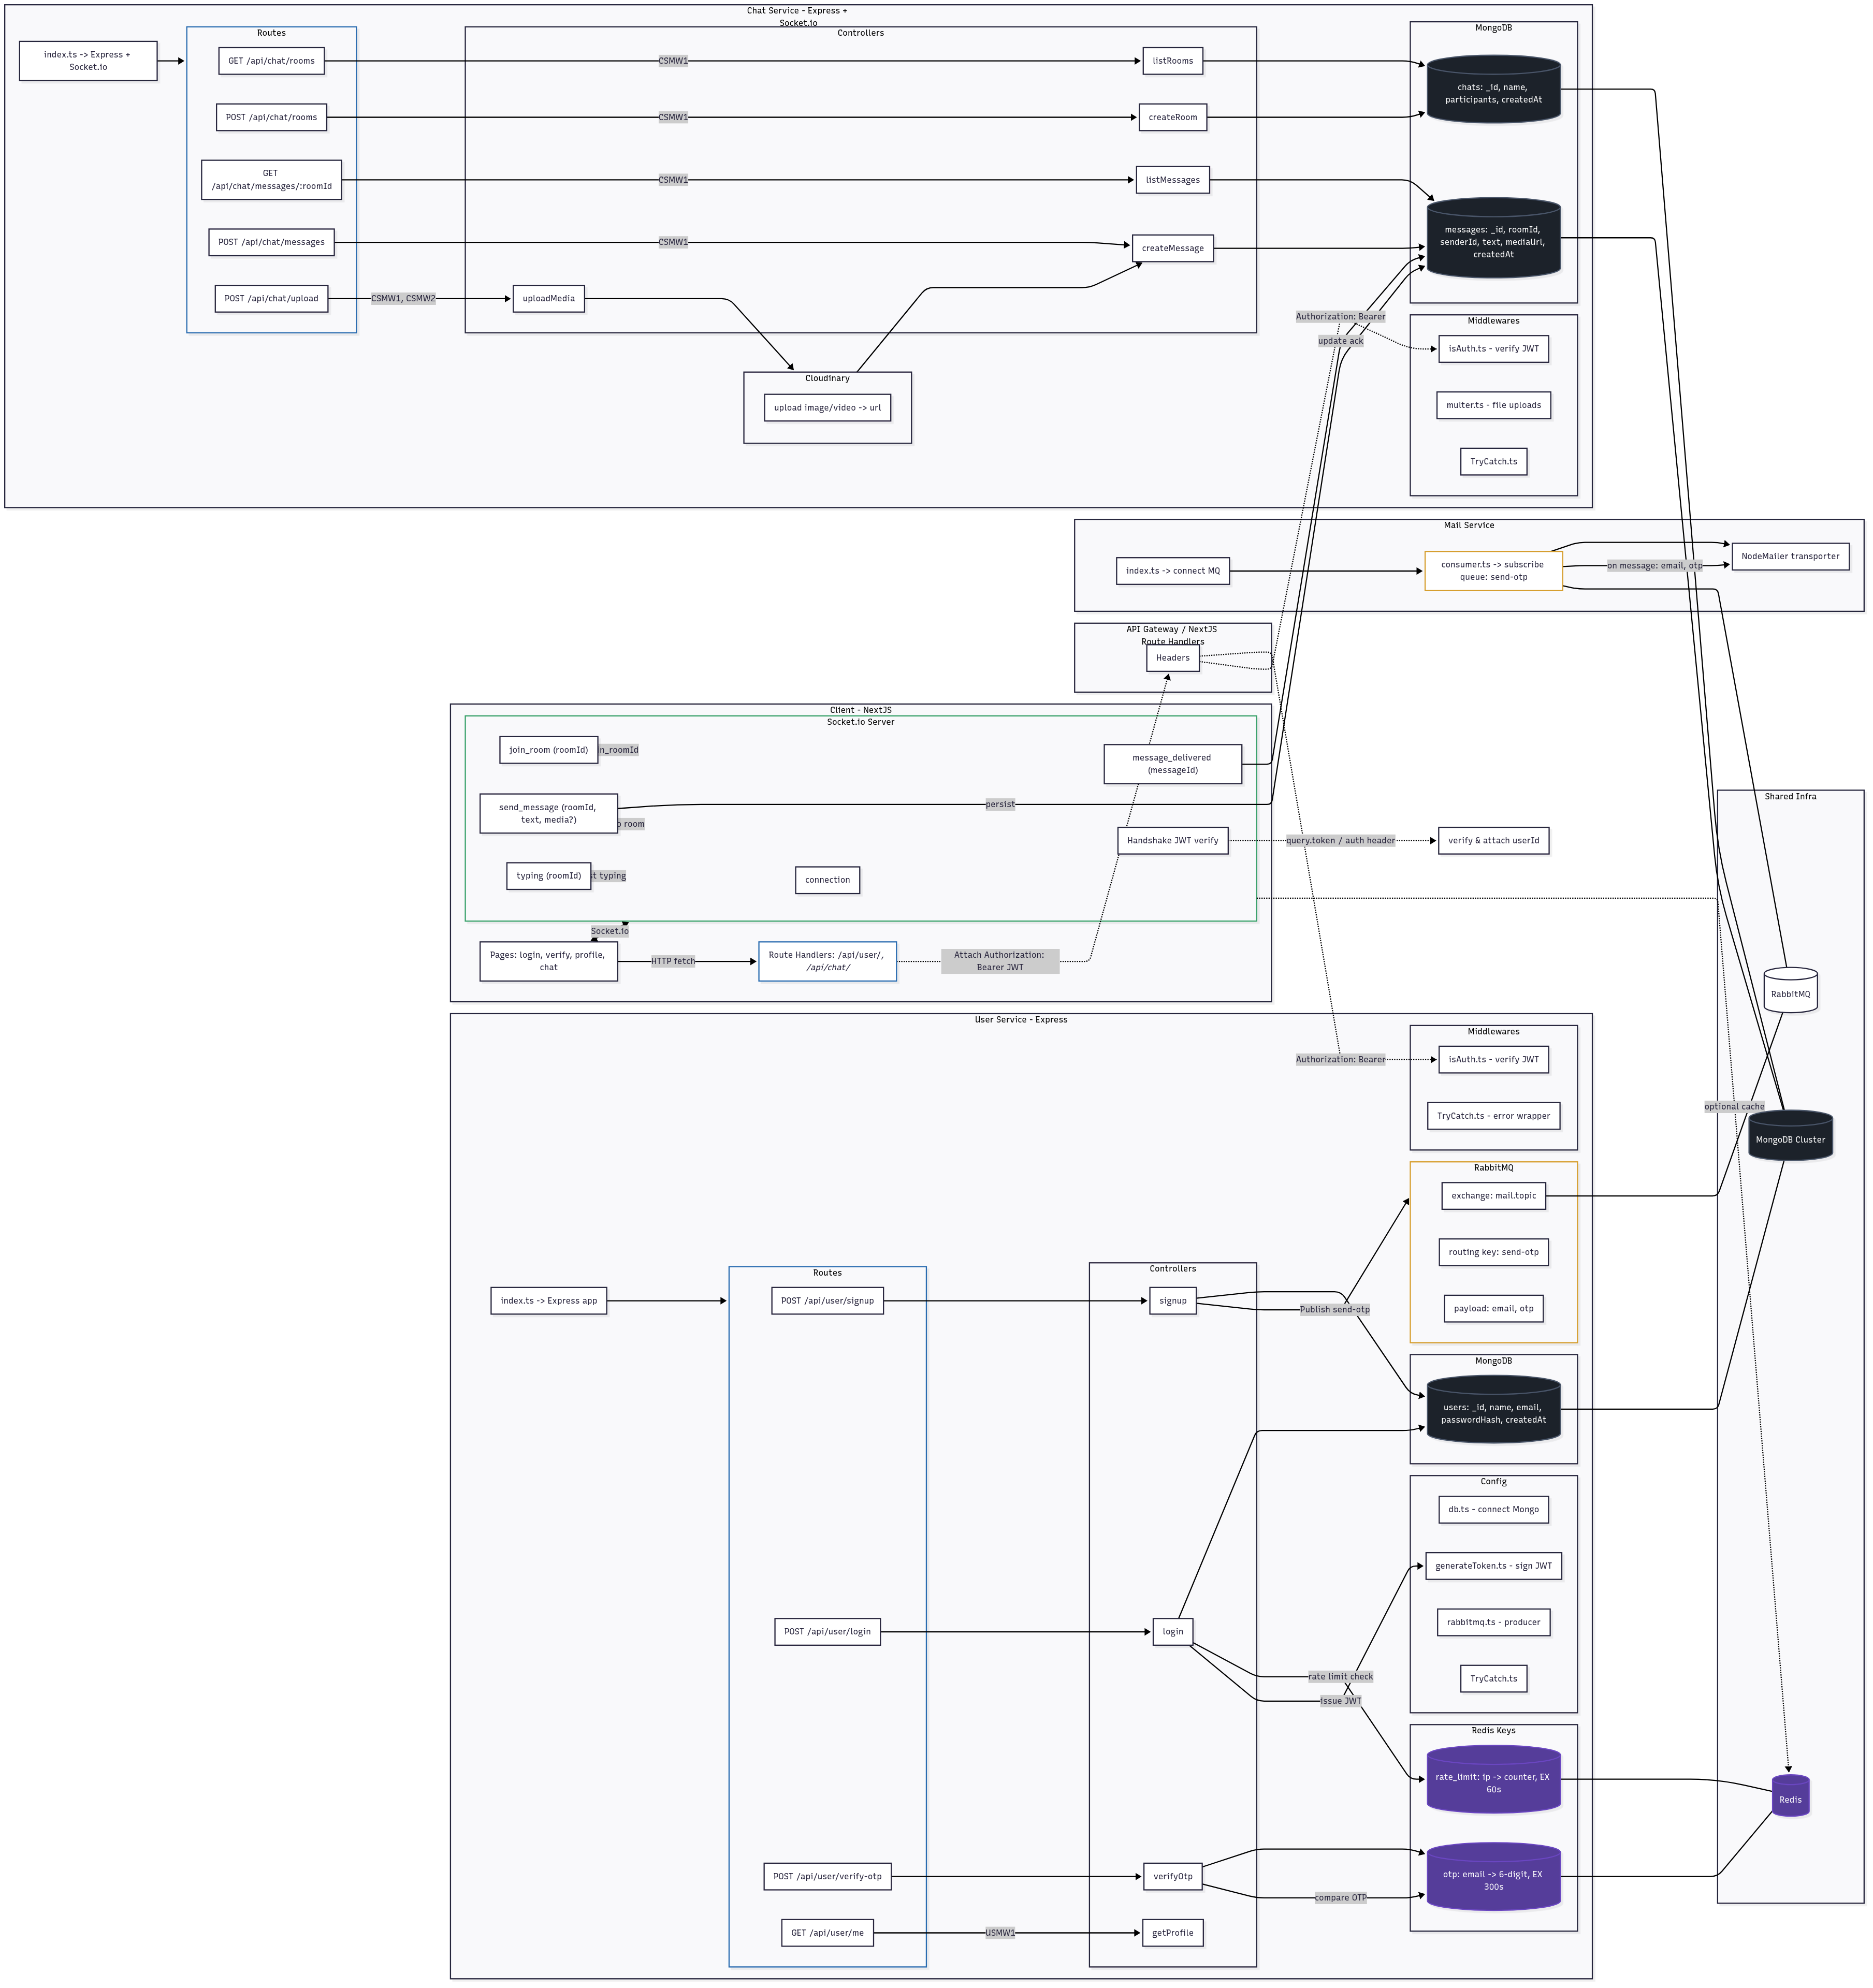 Chat Service - Express +
Socket.io
index.ts -> Express +
Socket.io
Routes
GET /api/chat/rooms
POST /api/chat/rooms
GET
/api/chat/messages/:roomId
POST /api/chat/messages
POST /api/chat/upload
CSMW1
CSMW1
CSMW1
CSMW1
CSMW1, CSMW2
Controllers
listRooms
createRoom
listMessages
createMessage
uploadMedia
Cloudinary
upload image/video -> url
MongoDB
chats: _id, name,
participants, createdAt
messages: _id, roomId,
senderId, text, mediaUrl,
createdAt
Authorization: Bearer
update ack
Middlewares
isAuth.ts - verify JWT
multer.ts - file uploads
TryCatch.ts
Mail Service
index.ts -> connect MQ
consumer.ts -> subscribe
queue: send-otp
on message: email, otp
NodeMailer transporter
API Gateway / NextJS
Route Handlers
Headers
Client - NextJS
Socket.io Server
join_room (roomId)
n_roomId
send_message (roomId,
text, media?)
room
typing (roomId)
typing
connection
message_delivered
(messageId)
persist
Handshake JWT verify
query.token / auth header
verify & attach userId
Socket.io
Pages: login, verify, profile,
chat
HTTP fetch
Route Handlers: /api/user/,
/api/chat/
Attach Authorization:
Bearer JWT
Shared Infra
RabbitMQ
optional cache
MongoDB Cluster
Redis
User Service - Express
index.ts -> Express app
Routes
POST /api/user/signup
POST /api/user/login
POST /api/user/verify-otp
GET /api/user/me
USMW1
Controllers
signup
login
verifyOtp
getProfile
Authorization: Bearer
Publish send-otp
rate limit check
issue JWT
compare OTP
Middlewares
isAuth.ts - verify JWT
TryCatch.ts - error wrapper
RabbitMQ
exchange: mail.topic
routing key: send-otp
payload: email, otp
MongoDB
users: _id, name, email,
passwordHash, createdAt
Config
db.ts - connect Mongo
generateToken.ts - sign JWT
rabbitmq.ts - producer
TryCatch.ts
Redis Keys
rate_limit: ip -> counter, EX
60s
otp: email -> 6-digit, EX
300s